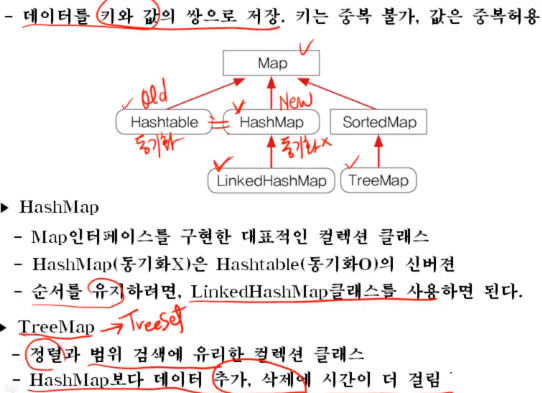 - 데이터를 키와 값의 쌍으로 저장. 키는 중복 불가, 값은 중복허용
Map
Old New
Hashtable = HashMap SortedMap
동기화 동기화x
LinkedHashMap TreeMap
▶ HashMap
- Map인터페이스를 구현한 대표적인 컬렉션 클래스
- HashMap(동기화X)은 Hashtable(동기화O)의 신버젼
- 순서를 유지하려면, LinkedHashMap클래스를 사용하면 된다.
▶ TreeMap → TreeSet
- 정렬과 범위 검색에 유리한 컬렉션 클래스
- HashMap보다 데이터 추가, 삭제에 시간이 더 걸림